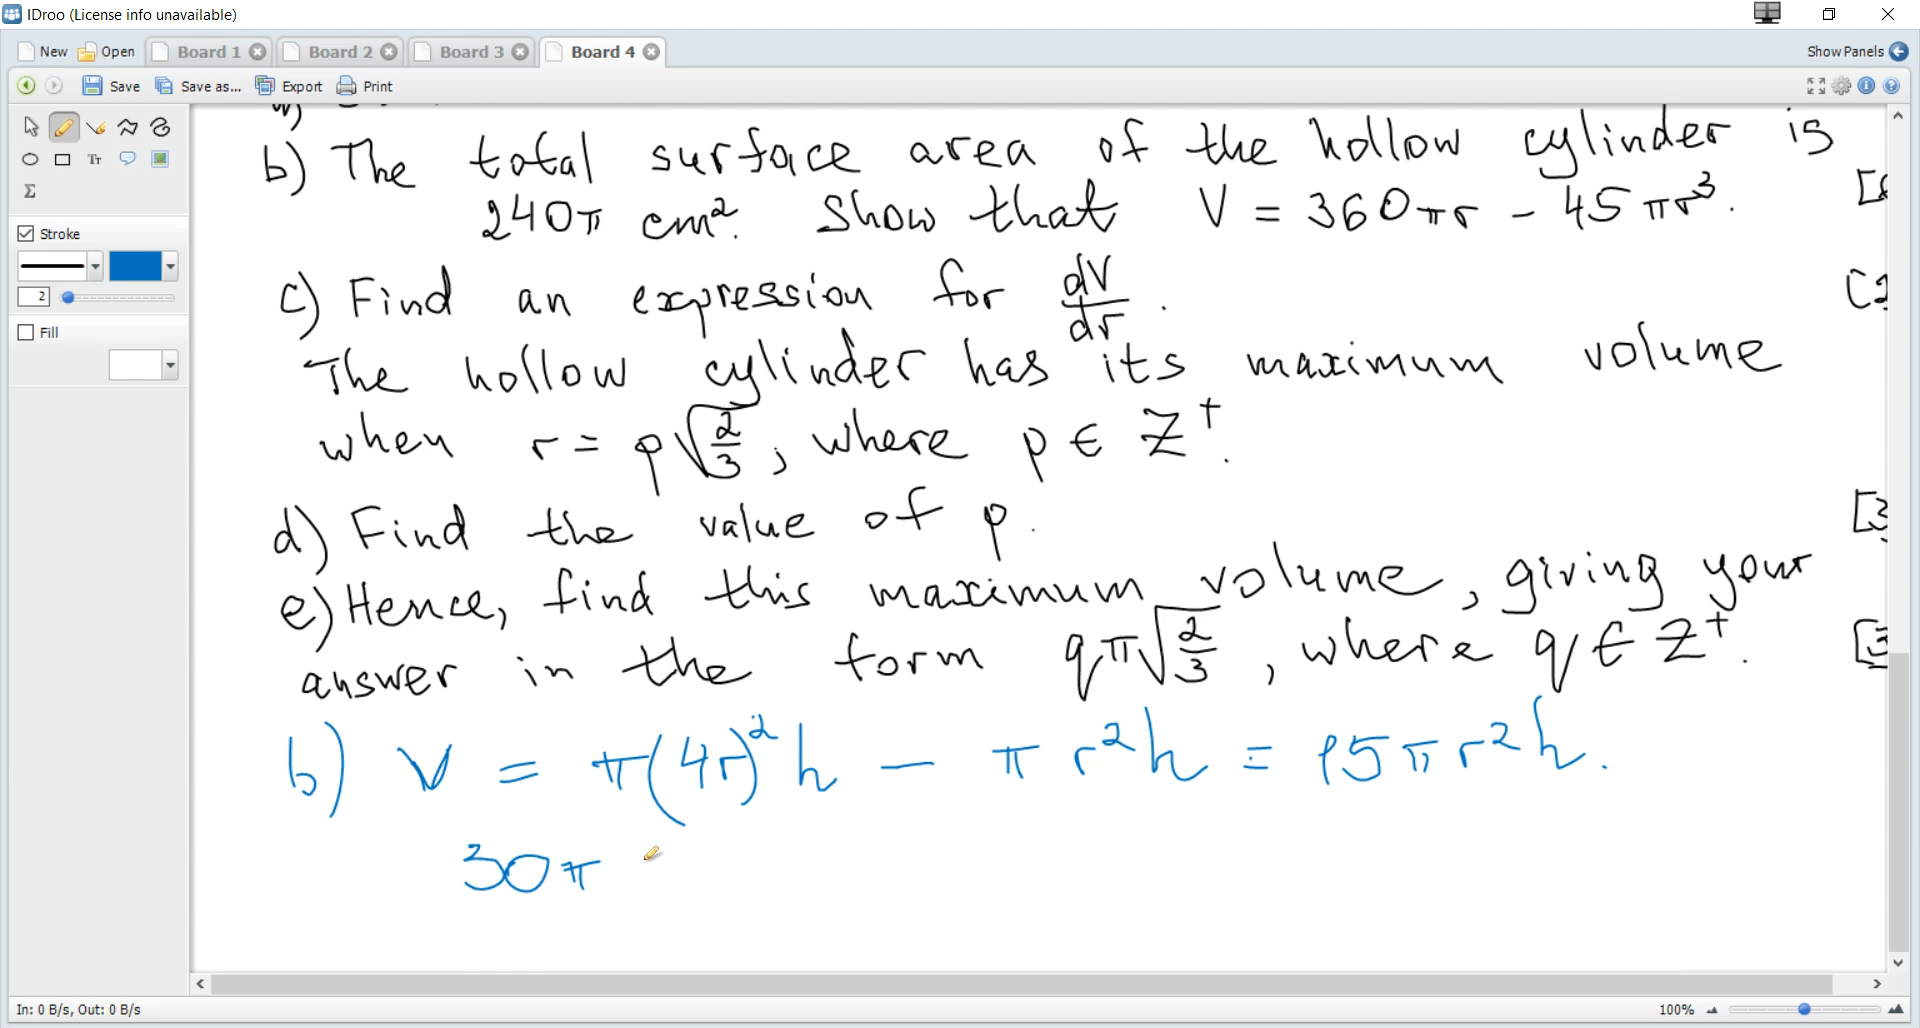 IDroo (License info unavailable)
New Open Board 1 Board 2 Board 3 Board 4 Show Panels
Save Save as... Export Print
b) The total surface area of the hollow cylinder is
240π cm². Show that V = 360πr - 45πr³.
c) Find an expression for dV/dr.
The hollow cylinder has its maximum volume
when r = p√(2/3), where p ∈ Z⁺.
d) Find the value of p. [3
e) Hence, find this maximum volume, giving your
answer in the form qπ√(2/3), where q ∈ Z⁺. [3
b) V = π(4r)²h - πr²h = 15πr²h.
30π
Tт
Σ
Stroke
2
Fill
In: 0 B/s, Out: 0 B/s 100%